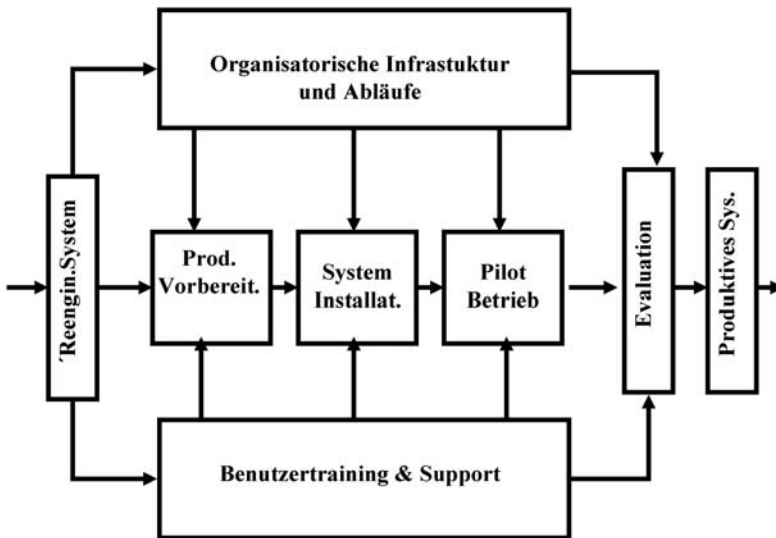 Organisatorische Infrastuktur
und Abläufe
´Reengin.System
Prod.
Vorbereit.
System
Installat.
Pilot
Betrieb
Evaluation
Produktives Sys.
Benutzertraining & Support